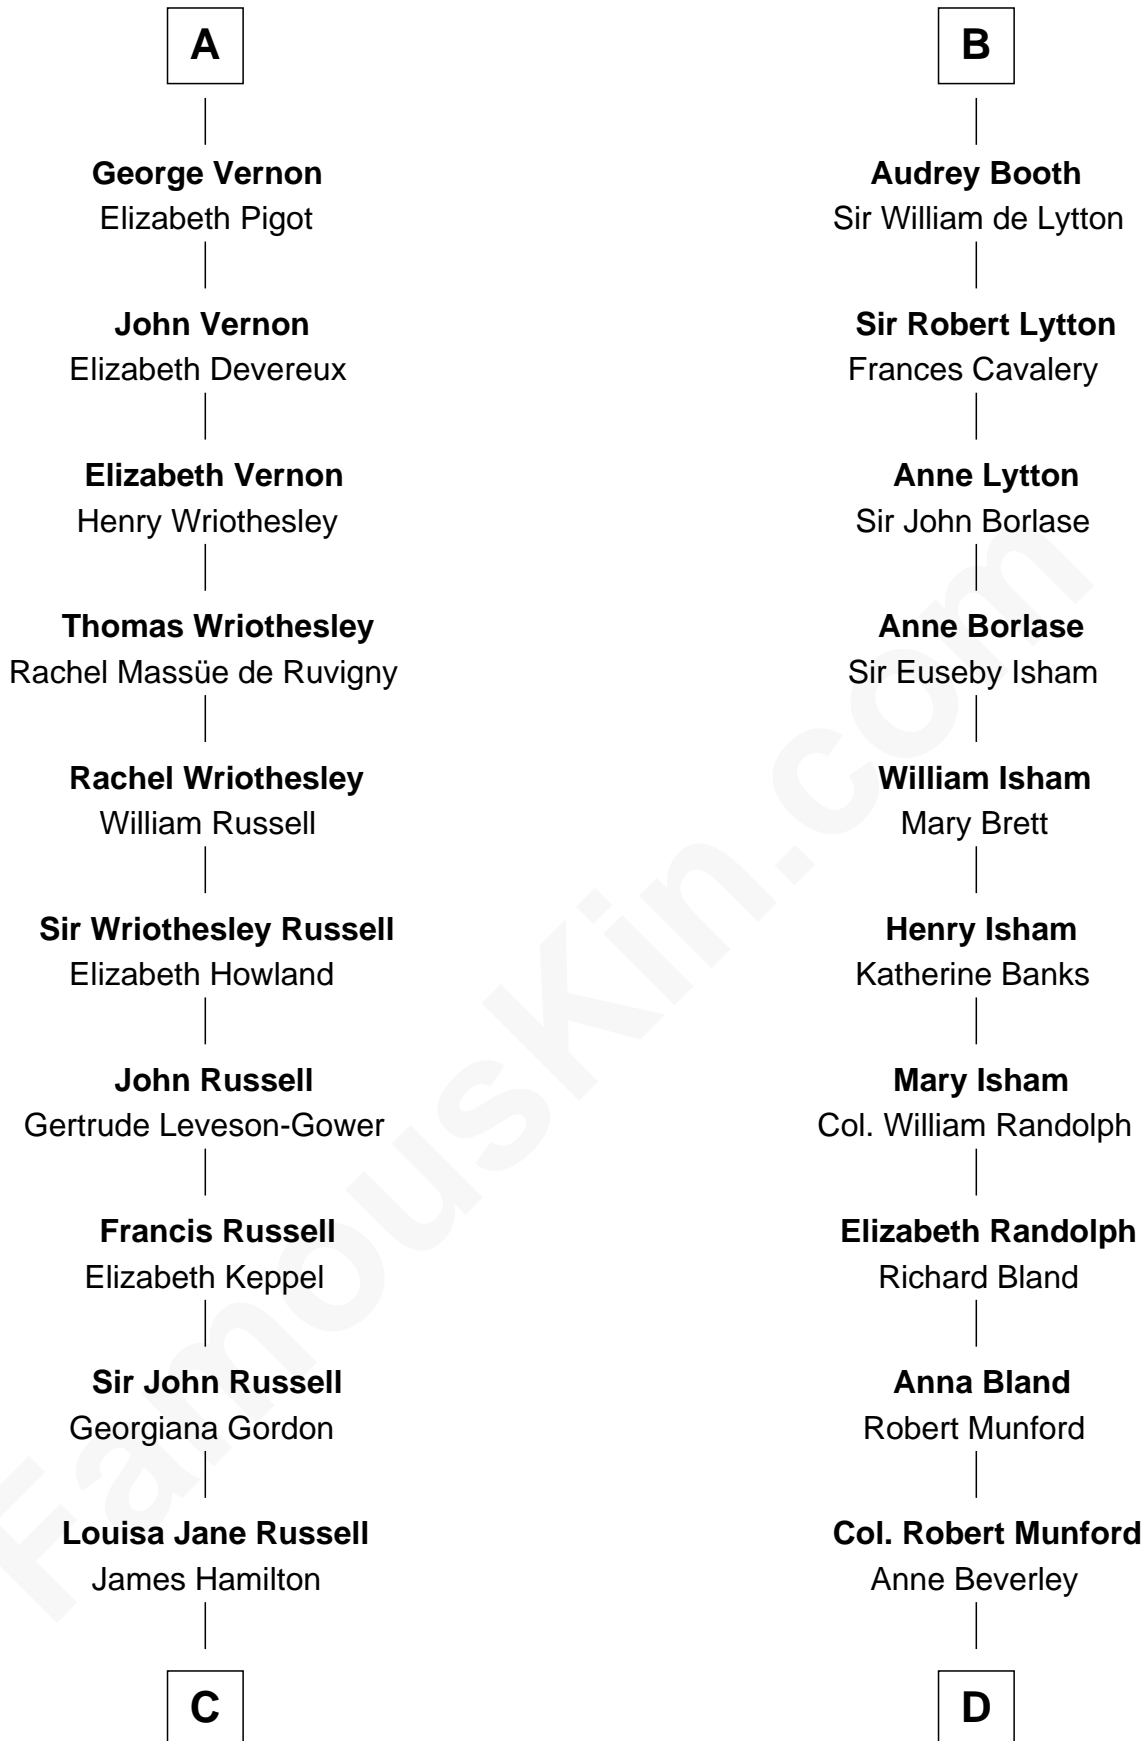 A
George Vernon
Elizabeth Pigot
John Vernon
Elizabeth Devereux
Elizabeth Vernon
Henry Wriothesley
Thomas Wriothesley
Rachel Massüe de Ruvigny
Rachel Wriothesley
William Russell
Sir Wriothesley Russell
Elizabeth Howland
John Russell
Gertrude Leveson-Gower
Francis Russell
Elizabeth Keppel
Sir John Russell
Georgiana Gordon
Louisa Jane Russell
James Hamilton
C
B
Audrey Booth
Sir William de Lytton
Sir Robert Lytton
Frances Cavalery
Anne Lytton
Sir John Borlase
Anne Borlase
Sir Euseby Isham
William Isham
Mary Brett
Henry Isham
Katherine Banks
Mary Isham
Col. William Randolph
Elizabeth Randolph
Richard Bland
Anna Bland
Robert Munford
Col. Robert Munford
Anne Beverley
D
FamousKin.com